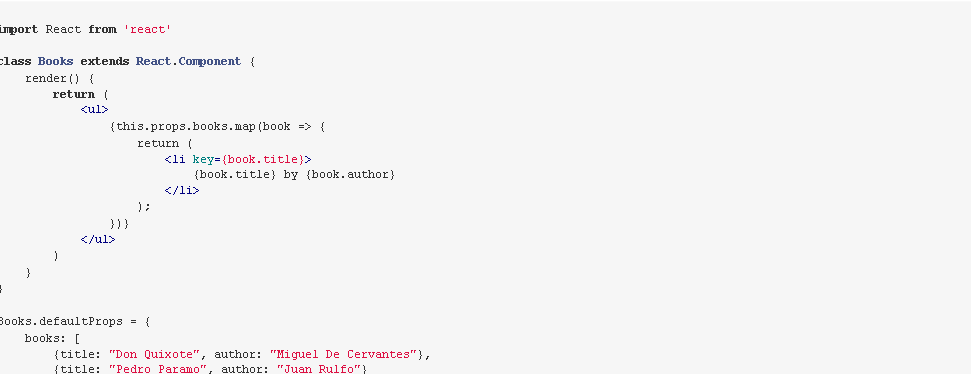 import React from 'react'
class Books extends React.Component {
render() {
return (
<ul>
{this.props.books.map(book => {
return (
<li key={book.title}>
{book.title} by {book.author}
</li>
);
})}
</ul>
)
}
}
Books.defaultProps = {
books: [
{title: "Don Quixote", author: "Miguel De Cervantes"},
{title: "Pedro Paramo", author: "Juan Rulfo"}